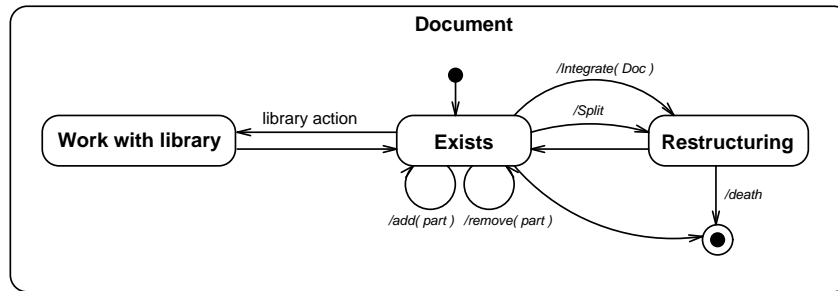 Document
/Integrate( Doc )
library action
/Split
Work with library
Exists
Restructuring
/add( part )
/remove( part )
/death